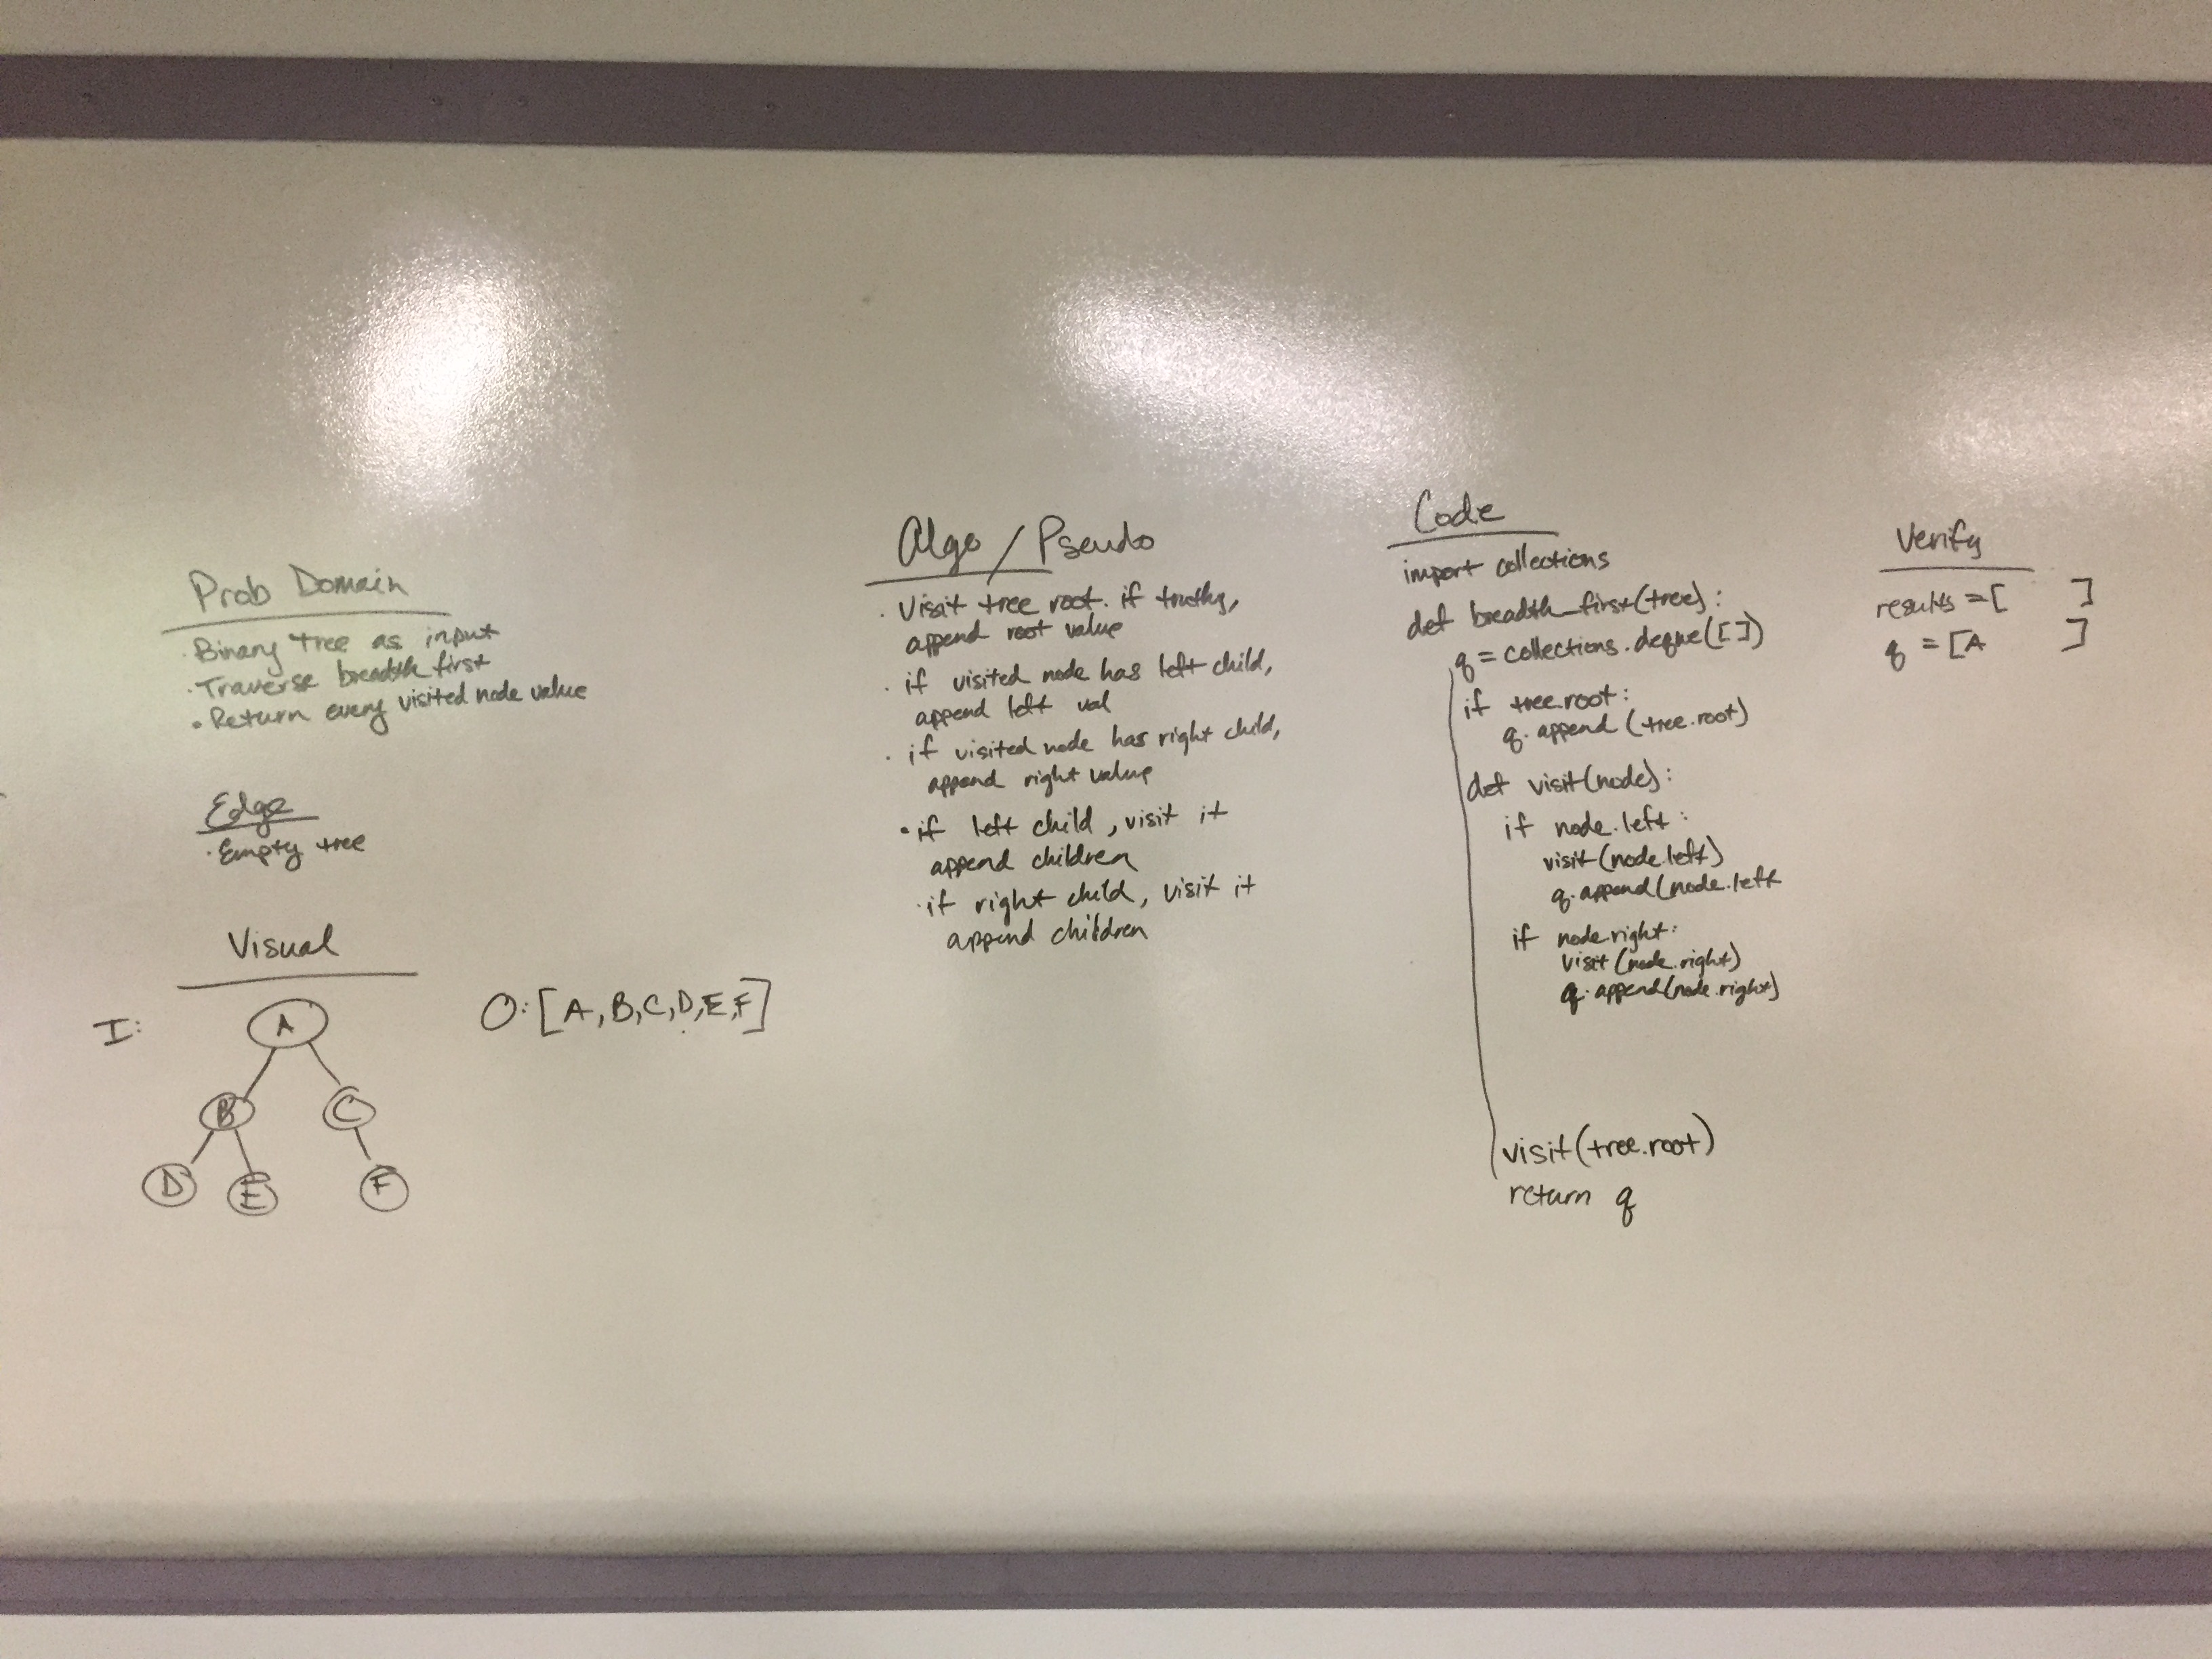 Prob Domain
· Binary tree as input
· Traverse breadth first
· Return every visited node value
Edge
· Empty tree
Visual
I:
A
B C
D E F
O: [A,B,C,D,E,F]
Algo / Pseudo
· Visit tree root. if truthy,
append root value
· if visited node has left child,
append left val
· if visited node has right child,
append right value
· if left child, visit it
append children
· if right child, visit it
append children
Code
import collections
def breadth_first(tree):
q = collections.deque([])
if tree.root:
q.append(tree.root)
def visit(node):
if node.left:
visit(node.left)
q.append(node.left
if node.right:
visit(node.right)
q.append(node.right)
visit(tree.root)
return q
Verify
results = [ ]
q = [A ]